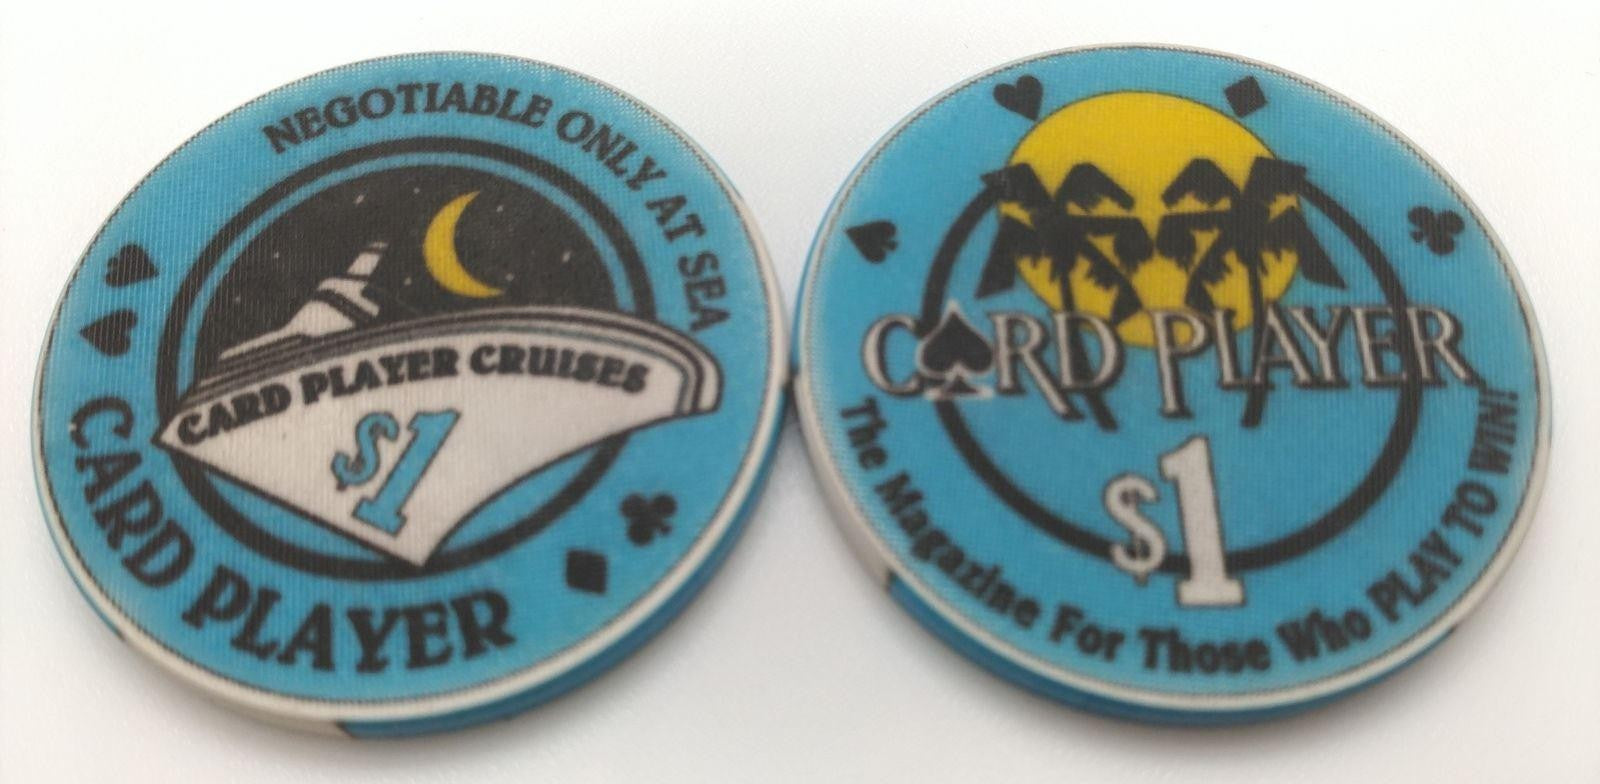 NEGOTIABLE ONLY AT SEA
CARD PLAYER CRUISES
$1
CARD PLAYER
CARD PLAYER
$1
The Magazine For Those Who PLAY TO WIN!